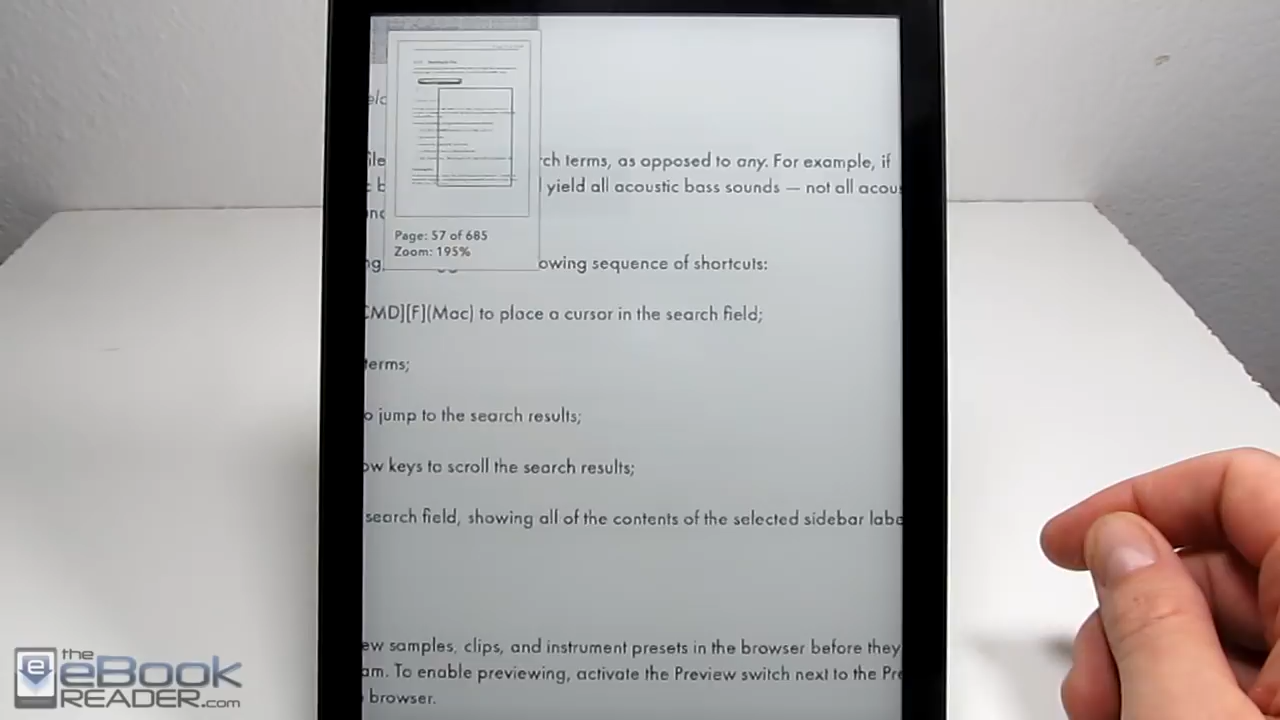 ch terms, as opposed to any. For example, if
yield all acoustic bass sounds — not all acous
Page: 57 of 685
Zoom: 195%
owing sequence of shortcuts:
CMD][F](Mac) to place a cursor in the search field;
terms;
o jump to the search results;
ow keys to scroll the search results;
search field, showing all of the contents of the selected sidebar labe
ew samples, clips, and instrument presets in the browser before they
am. To enable previewing, activate the Preview switch next to the Pre
browser.
the
eBook
READER.com